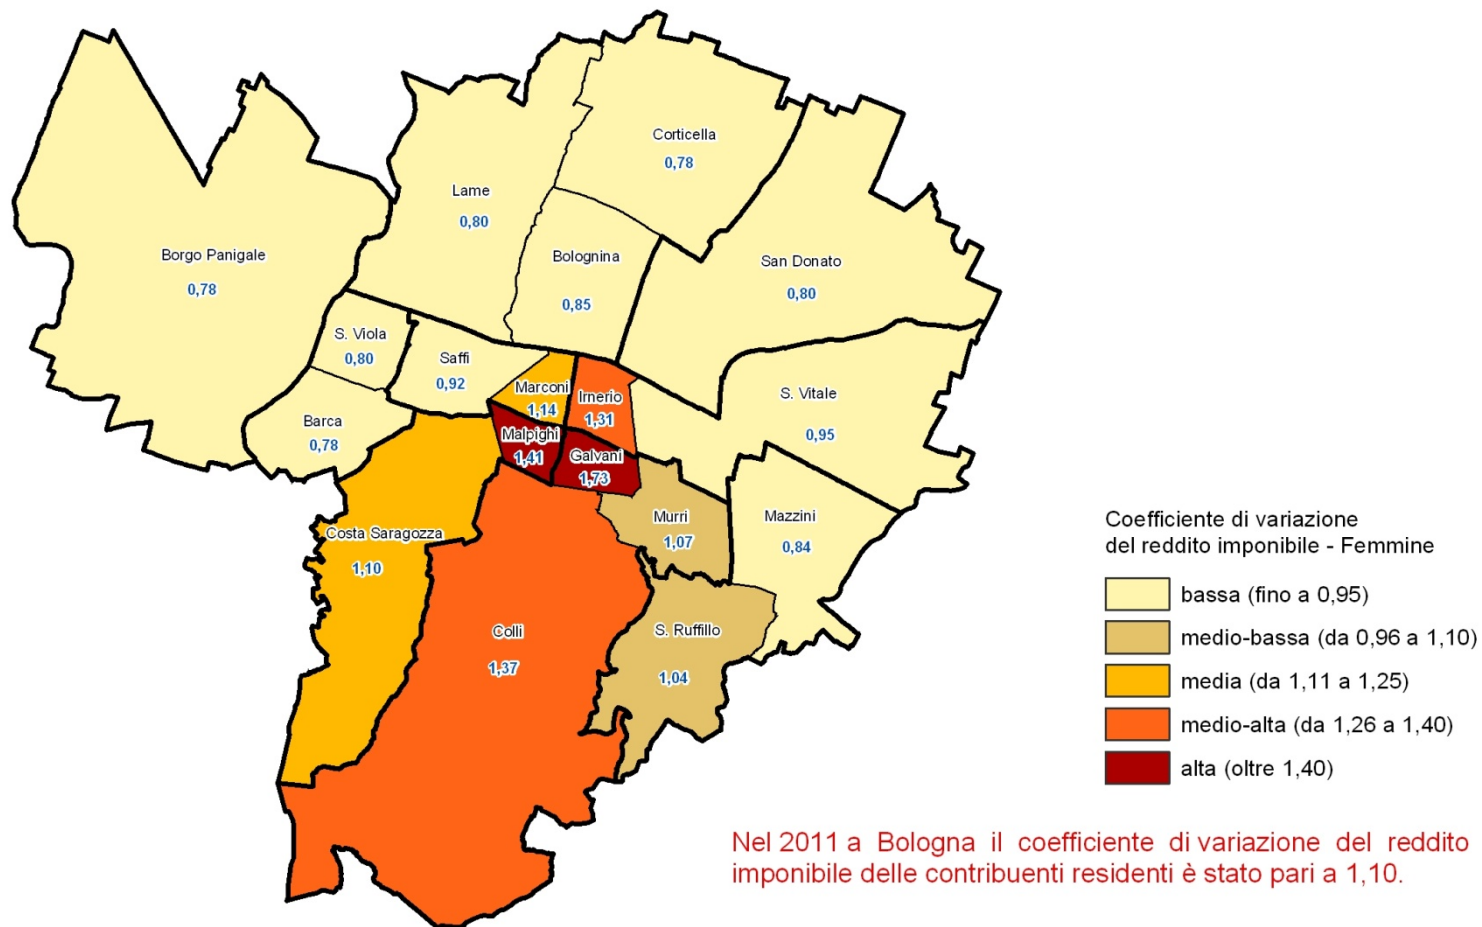 Corticella
0,78
Lame
0,80
Borgo Panigale
0,78
Bolognina
0,85
San Donato
0,80
S. Viola
0,80
Saffi
0,92
Marconi
1,14
Irnerio
1,31
S. Vitale
0,95
Barca
0,78
Malpighi
1,41
Galvani
1,73
Murri
1,07
Mazzini
0,84
Costa Saragozza
1,10
Colli
1,37
S. Ruffillo
1,04
Coefficiente di variazione
del reddito imponibile - Femmine
bassa (fino a 0,95)
medio-bassa (da 0,96 a 1,10)
media (da 1,11 a 1,25)
medio-alta (da 1,26 a 1,40)
alta (oltre 1,40)
Nel 2011 a Bologna il coefficiente di variazione del reddito
imponibile delle contribuenti residenti è stato pari a 1,10.